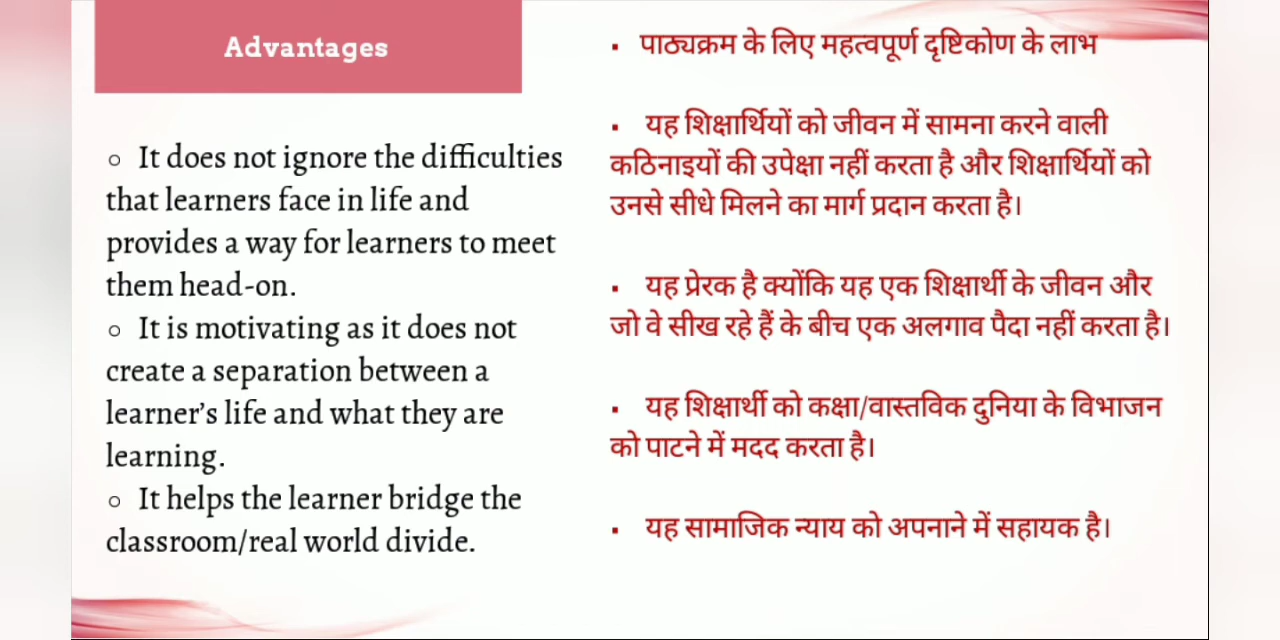 Advantages
○ It does not ignore the difficulties
that learners face in life and
provides a way for learners to meet
them head-on.
○ It is motivating as it does not
create a separation between a
learner’s life and what they are
learning.
○ It helps the learner bridge the
classroom/real world divide.
▪ पाठ्यक्रम के लिए महत्वपूर्ण दृष्टिकोण के लाभ
▪ यह शिक्षार्थियों को जीवन में सामना करने वाली
कठिनाइयों की उपेक्षा नहीं करता है और शिक्षार्थियों को
उनसे सीधे मिलने का मार्ग प्रदान करता है।
▪ यह प्रेरक है क्योंकि यह एक शिक्षार्थी के जीवन और
जो वे सीख रहे हैं के बीच एक अलगाव पैदा नहीं करता है।
▪ यह शिक्षार्थी को कक्षा/वास्तविक दुनिया के विभाजन
को पाटने में मदद करता है।
▪ यह सामाजिक न्याय को अपनाने में सहायक है।